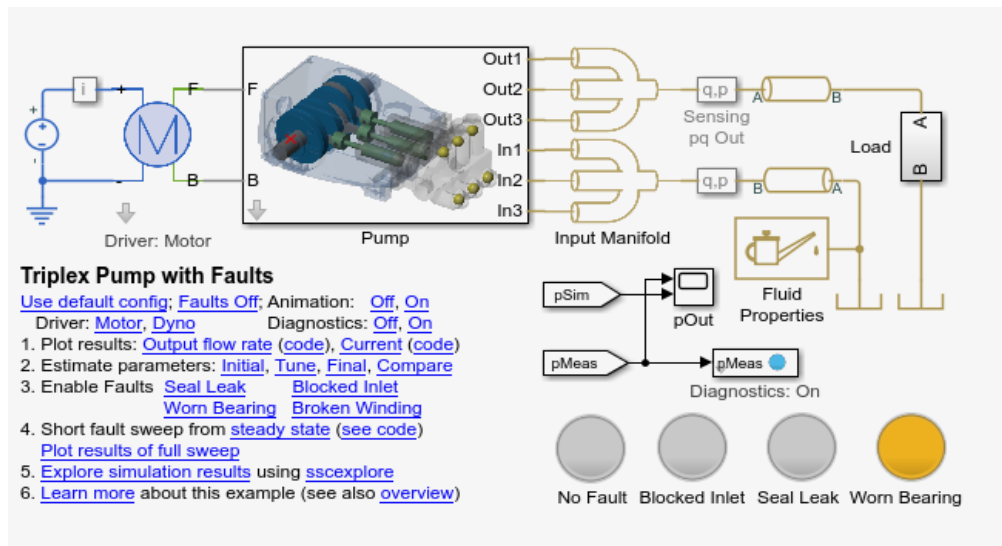 i
+
+
-
-
M
F
F
B
B
Driver: Motor
Pump
Out1
Out2
Out3
In1
In2
In3
Input Manifold
q,p
A
B
Sensing
pq Out
q,p
B
A
Load
A
B
Fluid
Properties
Triplex Pump with Faults
Use default config; Faults Off; Animation: Off, On
Driver: Motor, Dyno Diagnostics: Off, On
1. Plot results: Output flow rate (code), Current (code)
2. Estimate parameters: Initial, Tune, Final, Compare
3. Enable Faults Seal Leak Blocked Inlet
Worn Bearing Broken Winding
4. Short fault sweep from steady state (see code)
Plot results of full sweep
5. Explore simulation results using sscexplore
6. Learn more about this example (see also overview)
pSim
pOut
pMeas
pMeas
Diagnostics: On
No Fault Blocked Inlet Seal Leak Worn Bearing